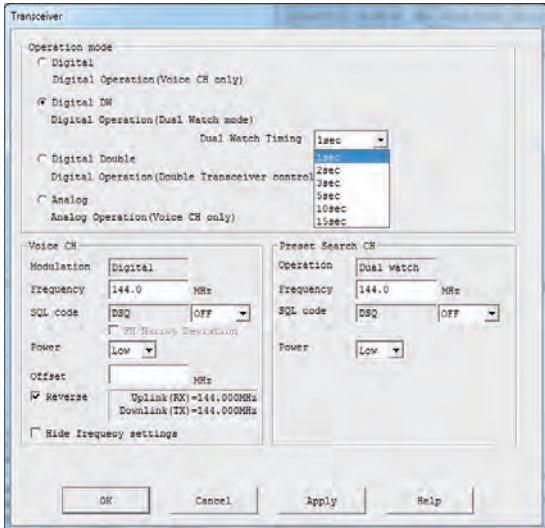 Transceiver
Operation mode
Digital
Digital Operation(Voice CH only)
Digital DW
Digital Operation(Dual Watch mode)
Dual Watch Timing 1sec
1sec
2sec
Digital Double
3sec
Digital Operation(Double Transceiver control
5sec
10sec
Analog
15sec
Analog Operation(Voice CH only)
Voice CH
Modulation Digital
Frequency 144.0 MHz
SQL code DSQ OFF
FM Narrow Deviation
Power Low
Offset MHz
Reverse Uplink(RX)=144.000MHz
Downlink(TX)=144.000MHz
Hide frequecy settings
Preset Search CH
Operation Dual watch
Frequency 144.0 MHz
SQL code DSQ OFF
Power Low
OK Cancel Apply Help